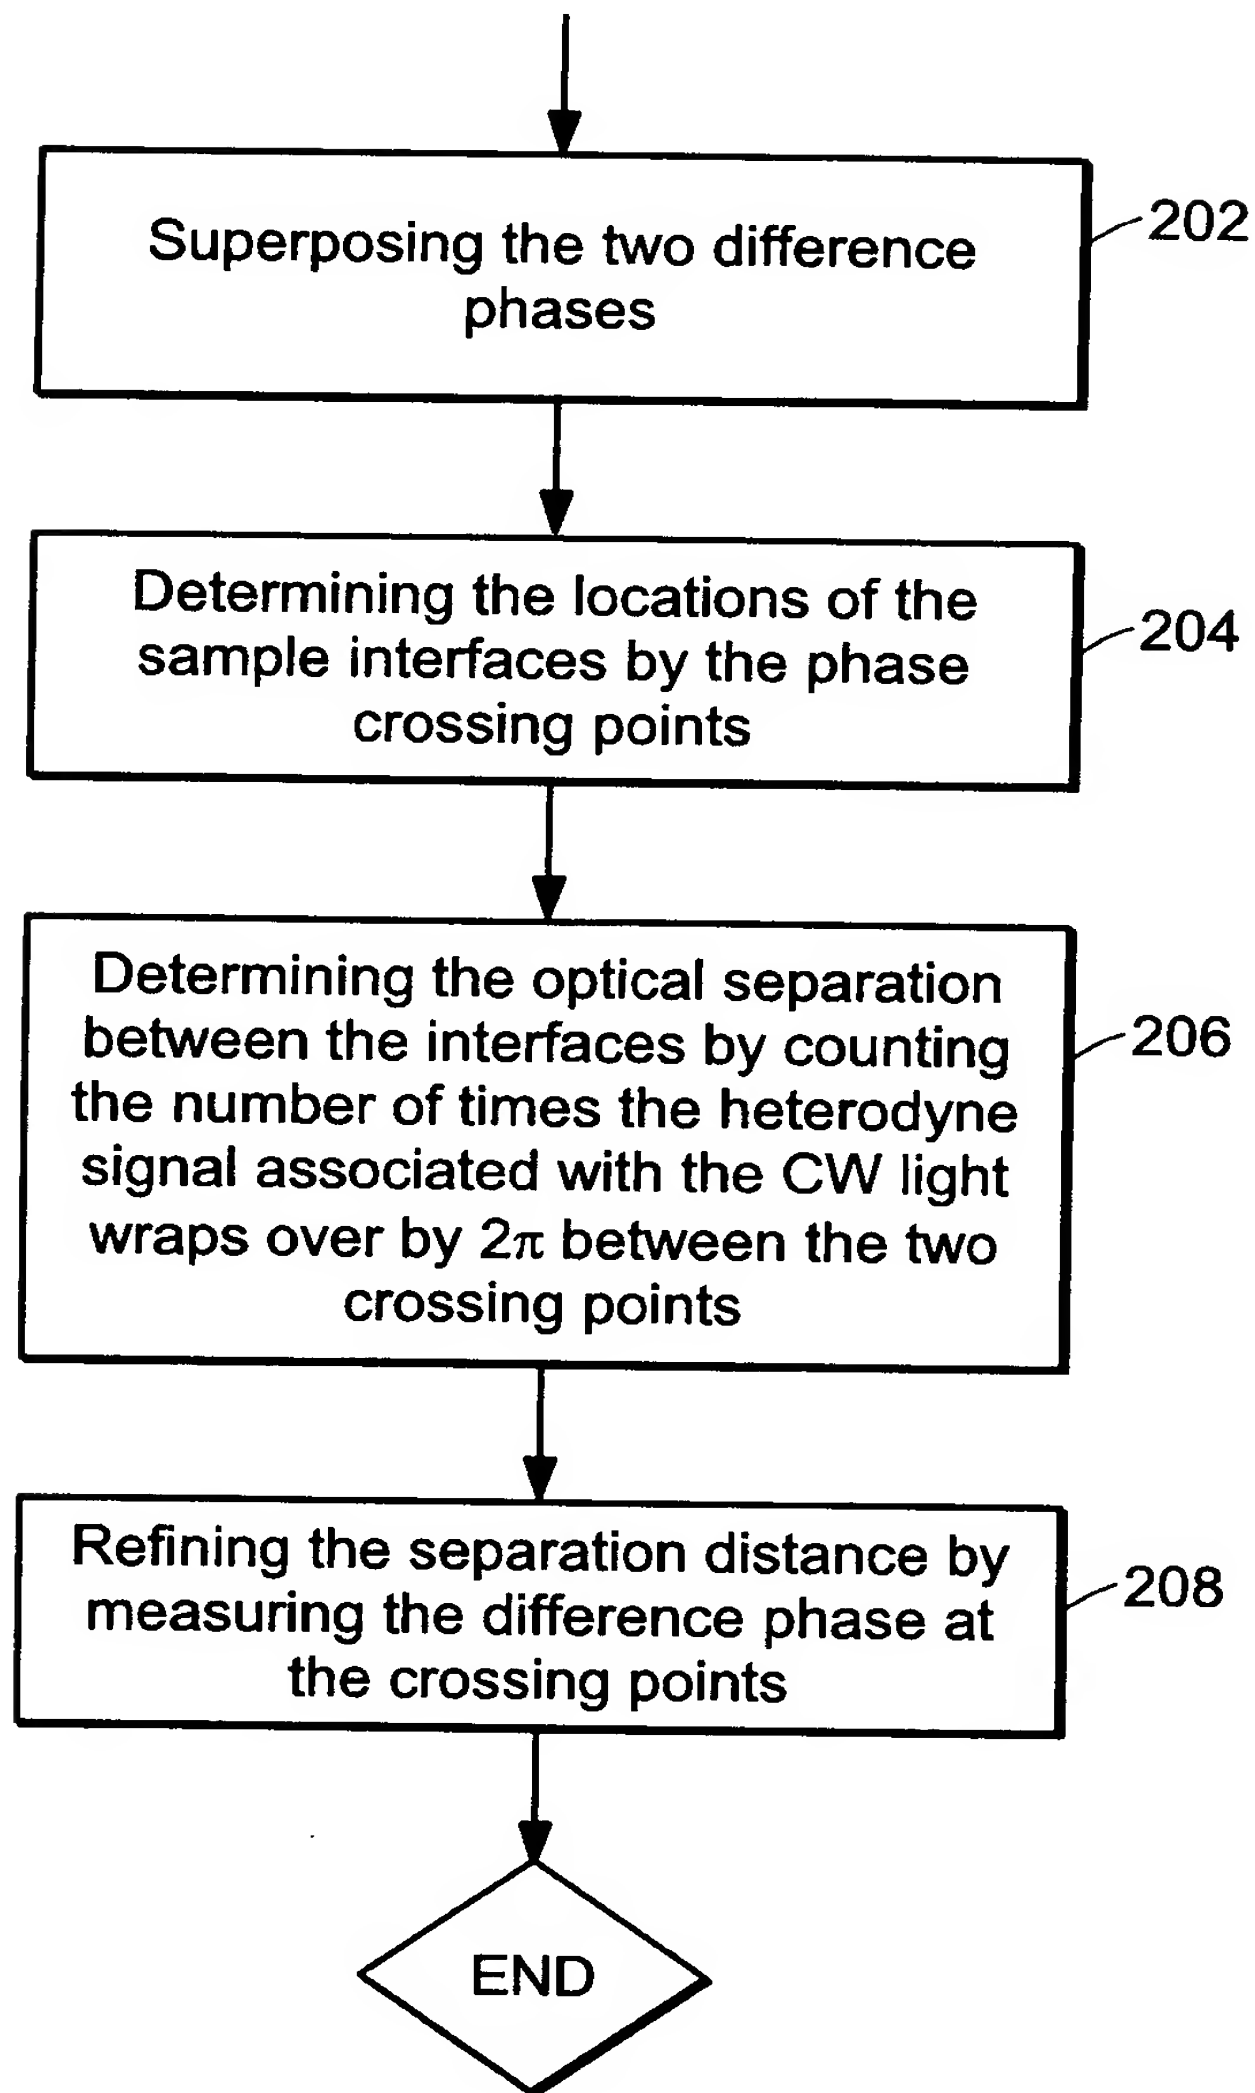 Superposing the two difference
phases
202
Determining the locations of the
sample interfaces by the phase
crossing points
204
Determining the optical separation
between the interfaces by counting
the number of times the heterodyne
signal associated with the CW light
wraps over by 2π between the two
crossing points
206
Refining the separation distance by
measuring the difference phase at
the crossing points
208
END